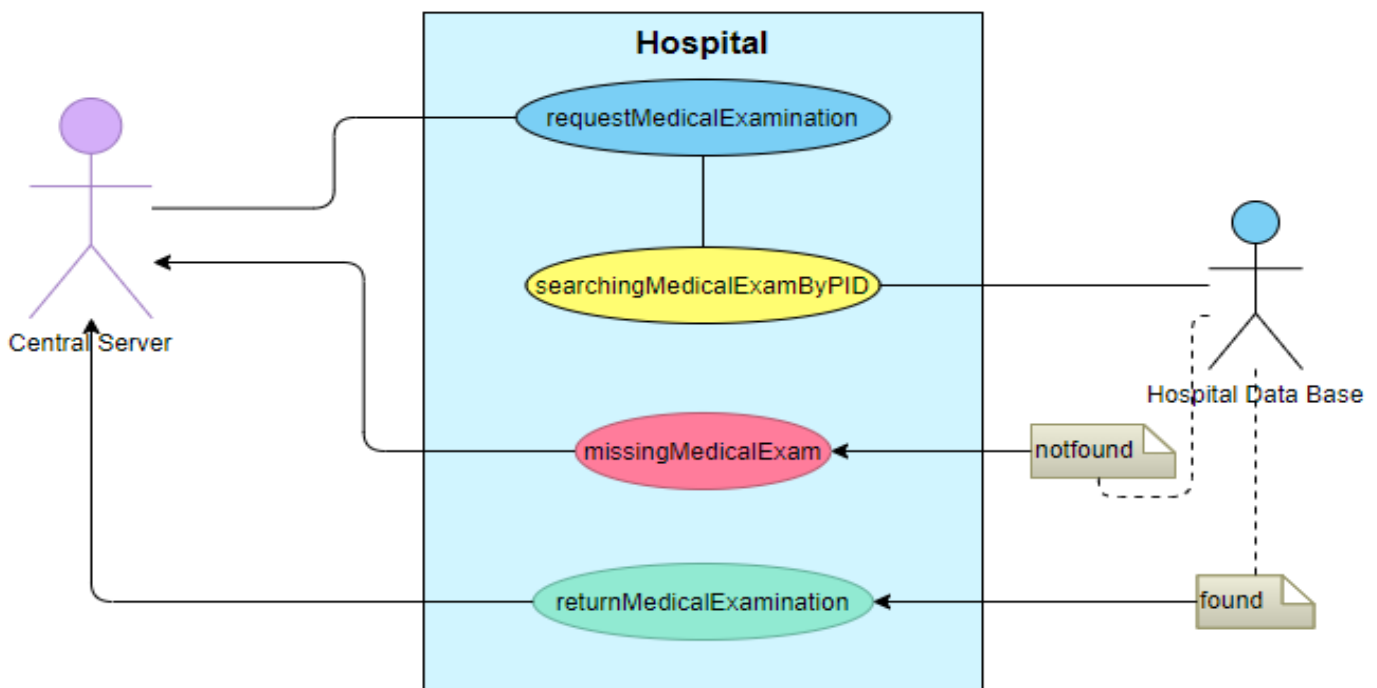 Hospital
requestMedicalExamination
searchingMedicalExamByPID
Central Server
Hospital Data Base
missingMedicalExam
notfound
returnMedicalExamination
found